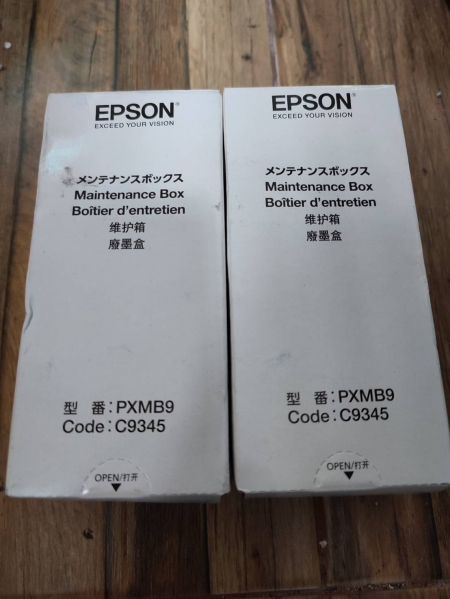 EPSON
EXCEED YOUR VISION
メンテナンスボックス
Maintenance Box
Boîtier d'entretien
维护箱
廢墨盒
型 番:PXMB9
Code:C9345
OPEN/打开
EPSON
EXCEED YOUR VISION
メンテナンスボックス
Maintenance Box
Boîtier d'entretien
维护箱
廢墨盒
型 番:PXMB9
Code:C9345
OPEN/打开